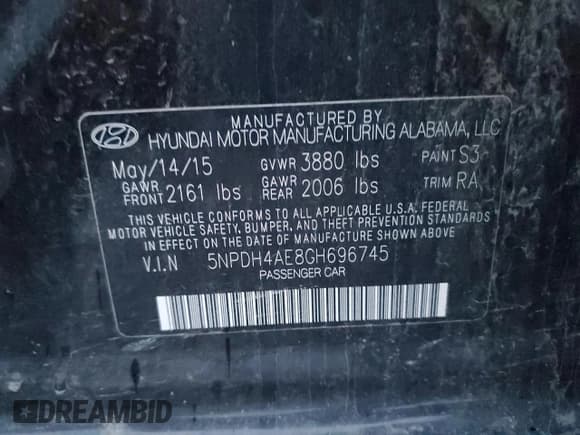 MANUFACTURED BY
HYUNDAI MOTOR MANUFACTURING ALABAMA, LLC
May/14/15 GVWR 3880 lbs PAINT S3
GAWR FRONT 2161 lbs GAWR REAR 2006 lbs TRIM RA
THIS VEHICLE CONFORMS TO ALL APPLICABLE U.S.A. FEDERAL
MOTOR VEHICLE SAFETY, BUMPER, AND THEFT PREVENTION STANDARDS
IN EFFECT ON THE DATE OF MANUFACTURE SHOWN ABOVE.
V.I.N 5NPDH4AE8GH696745
PASSENGER CAR
DREAMBID